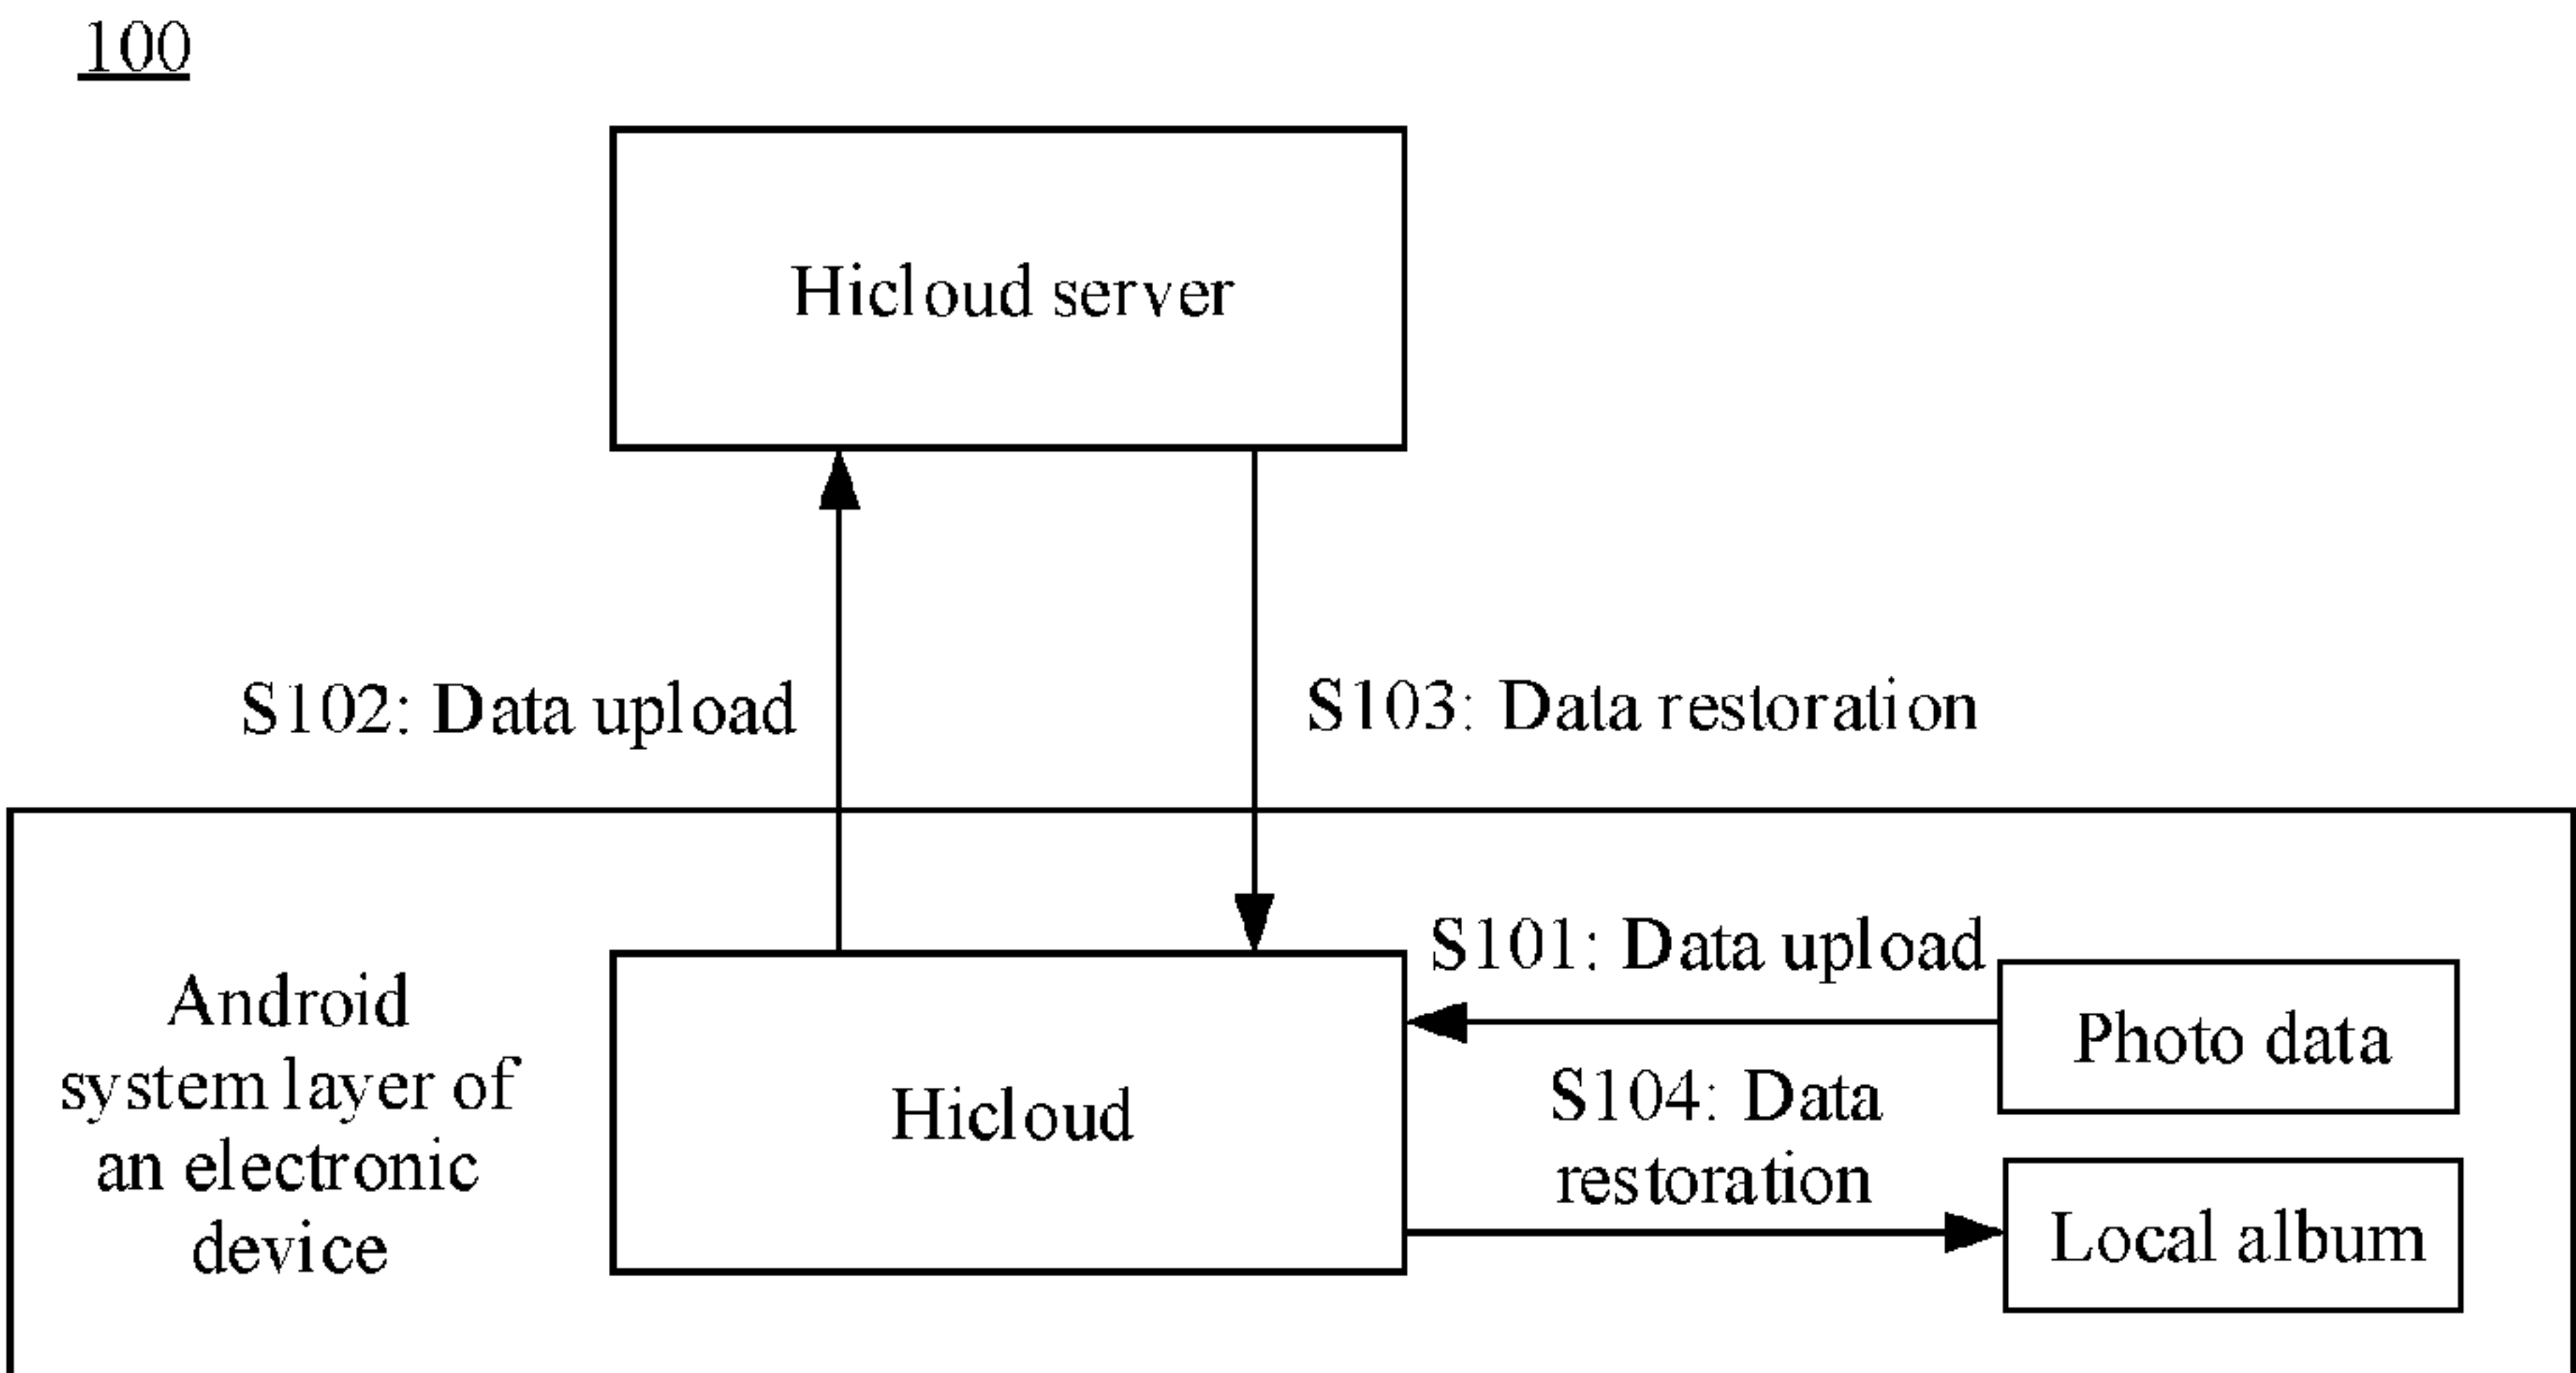 100
Hicloud server
S102: Data upload
S103: Data restoration
Android
system layer of
an electronic
device
Hicloud
S101: Data upload
Photo data
S104: Data
restoration
Local album